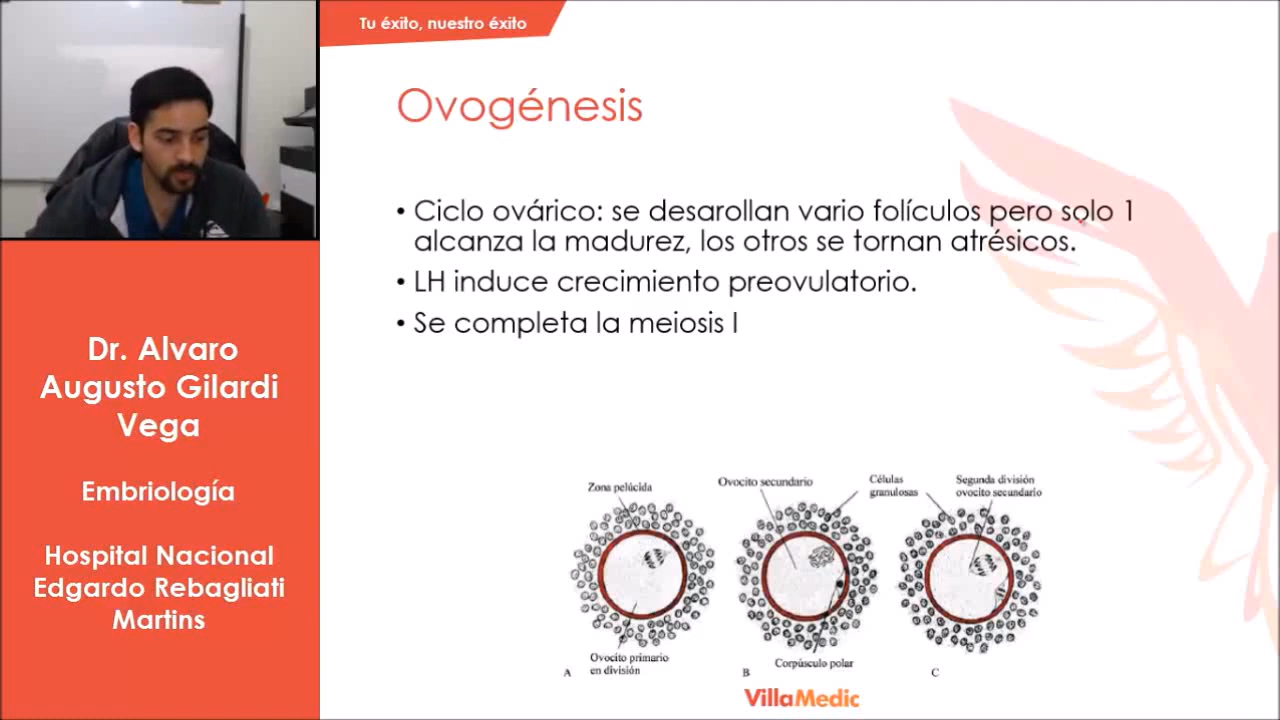 Tu éxito, nuestro éxito
Ovogénesis
• Ciclo ovárico: se desarollan vario folículos pero solo 1
alcanza la madurez, los otros se tornan atrésicos.
• LH induce crecimiento preovulatorio.
• Se completa la meiosis I
Dr. Alvaro
Augusto Gilardi
Vega
Embriología
Hospital Nacional
Edgardo Rebagliati
Martins
Zona pelúcida
Ovocito secundario
Células
granulosas
Segunda división
ovocito secundario
Ovocito primario
en división
Corpúsculo polar
A
B
C
VillaMedic